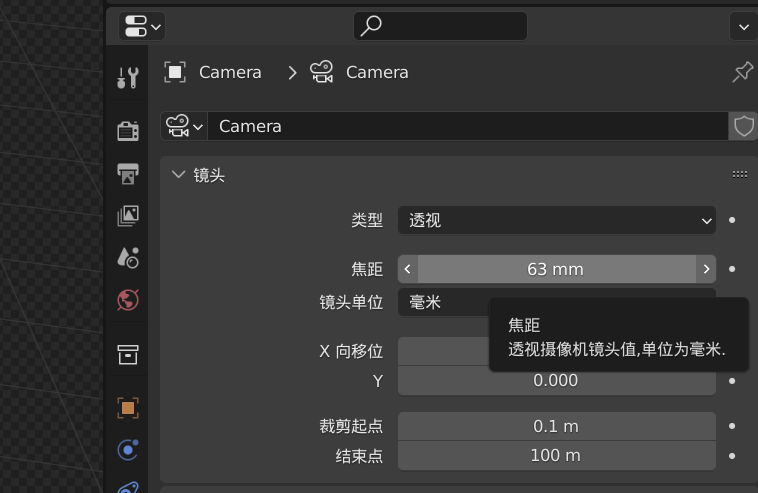 Camera
Camera
Camera
镜头
类型 透视
焦距 63 mm
镜头单位 毫米
焦距
透视摄像机镜头值,单位为毫米.
X 向移位
Y 0.000
裁剪起点 0.1 m
结束点 100 m